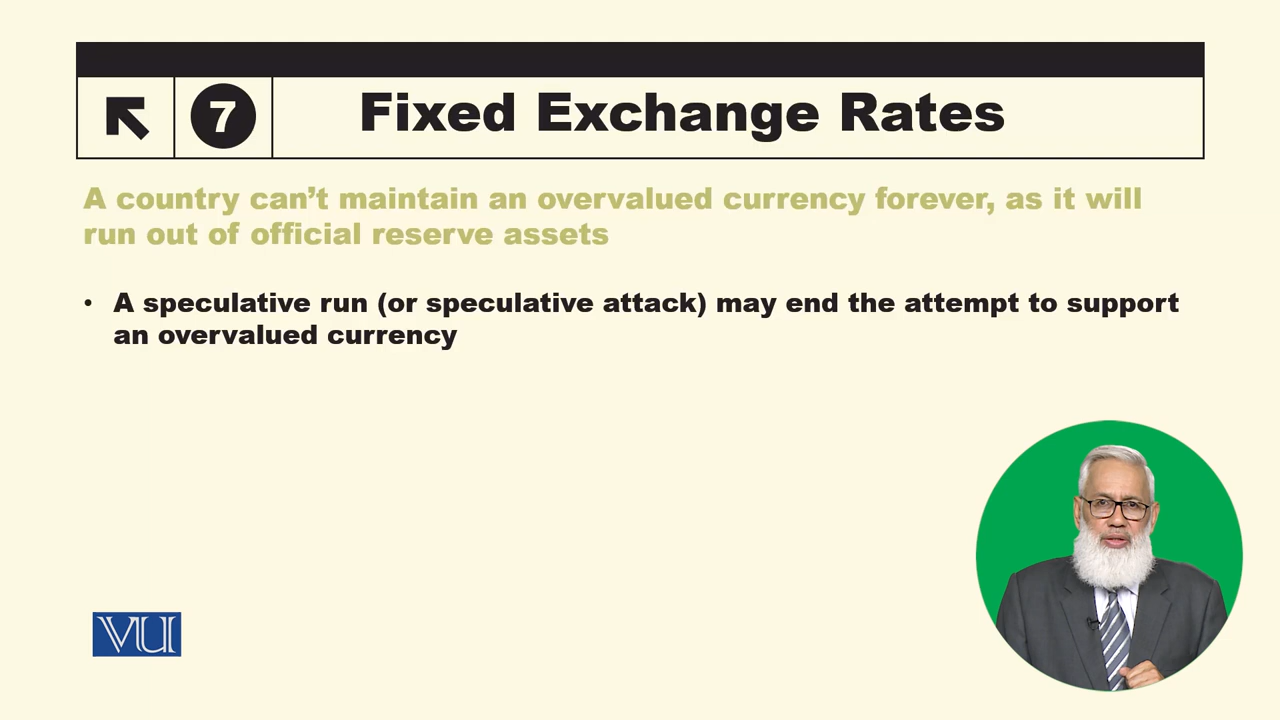 7
Fixed Exchange Rates
A country can’t maintain an overvalued currency forever, as it will
run out of official reserve assets
• A speculative run (or speculative attack) may end the attempt to support
an overvalued currency
VU